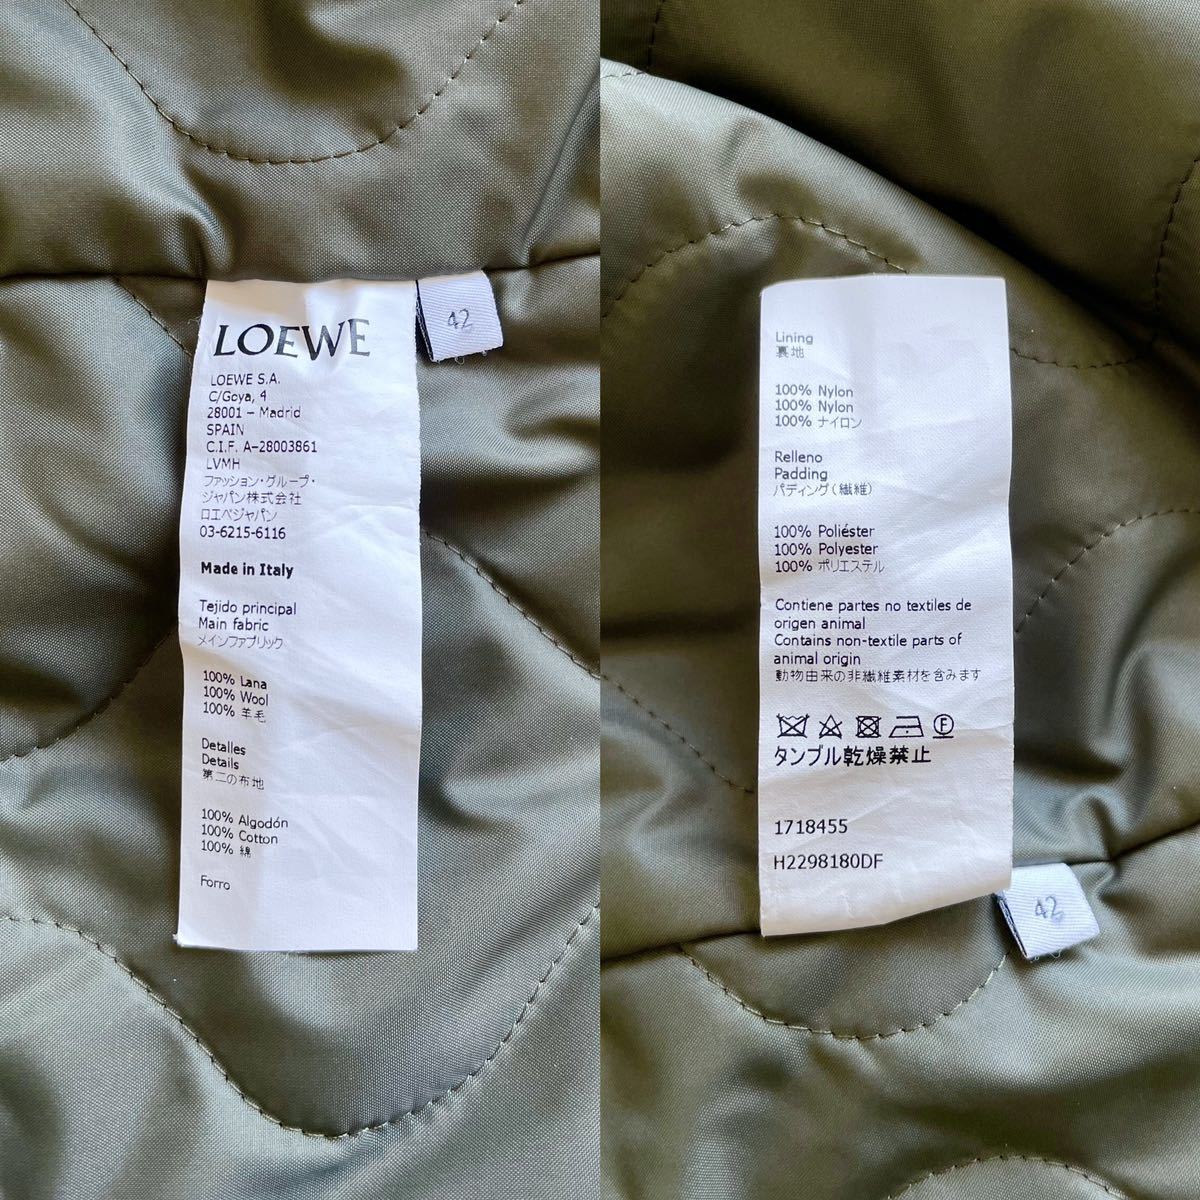 LOEWE
42
LOEWE S.A.
C/Goya, 4
28001 – Madrid
SPAIN
C.I.F. A–28003861
LVMH
ファッション・グループ・
ジャパン株式会社
ロエベジャパン
03-6215-6116
Made in Italy
Tejido principal
Main fabric
メインファブリック
100% Lana
100% Wool
100% 羊毛
Detalles
Details
第二の布地
100% Algodón
100% Cotton
100% 綿
Forro
Lining
裏地
100% Nylon
100% Nylon
100% ナイロン
Relleno
Padding
パディング(繊維)
100% Poliéster
100% Polyester
100% ポリエステル
Contiene partes no textiles de
origen animal
Contains non-textile parts of
animal origin
動物由来の非繊維素材を含みます
F
タンブル乾燥禁止
1718455
H2298180DF
42